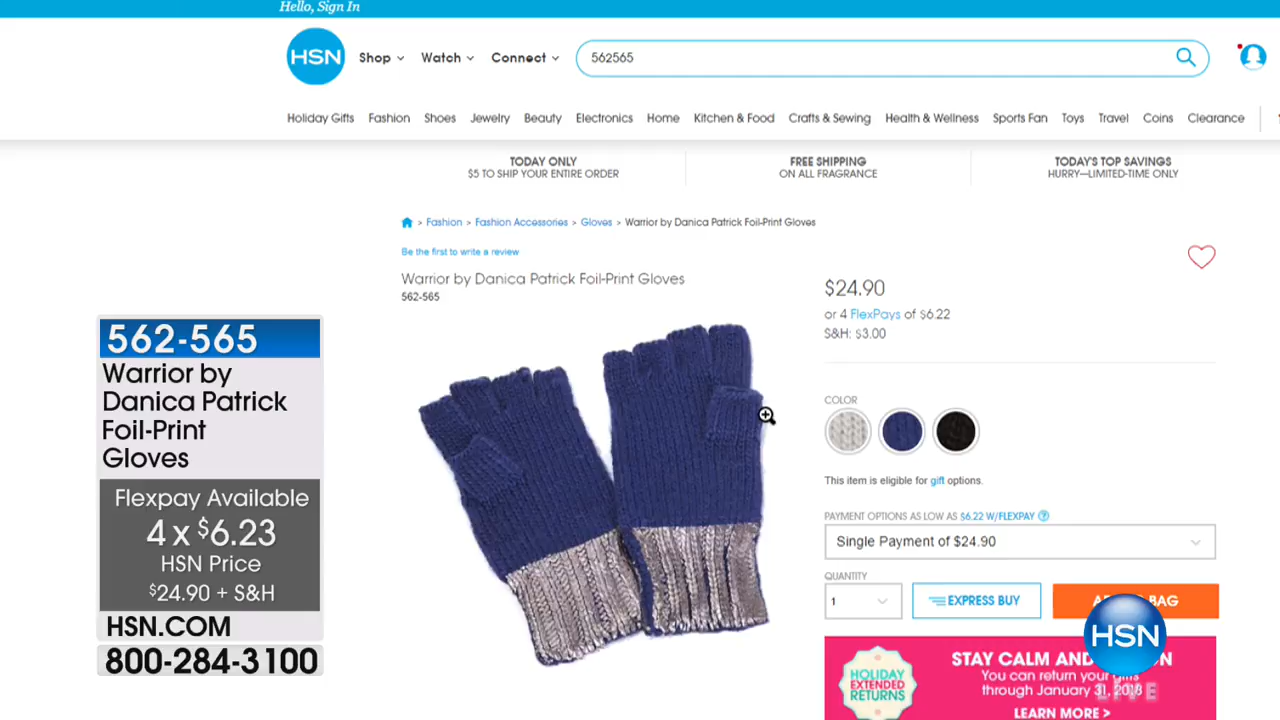 Hello, Sign In
HSN
Shop
Watch
Connect
562565
Holiday Gifts
Fashion
Shoes
Jewelry
Beauty
Electronics
Home
Kitchen & Food
Crafts & Sewing
Health & Wellness
Sports Fan
Toys
Travel
Coins
Clearance
TODAY ONLY
$5 TO SHIP YOUR ENTIRE ORDER
FREE SHIPPING
ON ALL FRAGRANCE
TODAY'S TOP SAVINGS
HURRY—LIMITED-TIME ONLY
Fashion > Fashion Accessories > Gloves > Warrior by Danica Patrick Foil-Print Gloves
Be the first to write a review
Warrior by Danica Patrick Foil-Print Gloves
562-565
$24.90
or 4 FlexPays of $6.22
S&H: $3.00
COLOR
This item is eligible for gift options.
PAYMENT OPTIONS AS LOW AS $6.22 W/FLEXPAY ?
Single Payment of $24.90
QUANTITY
1
EXPRESS BUY
BAG
HOLIDAY
EXTENDED
RETURNS
STAY CALM AND
You can return your gifts
through January 31, 2018
LEARN MORE >
HSN
LIVE
562-565
Warrior by
Danica Patrick
Foil-Print
Gloves
Flexpay Available
4 x $6.23
HSN Price
$24.90 + S&H
HSN.COM
800-284-3100